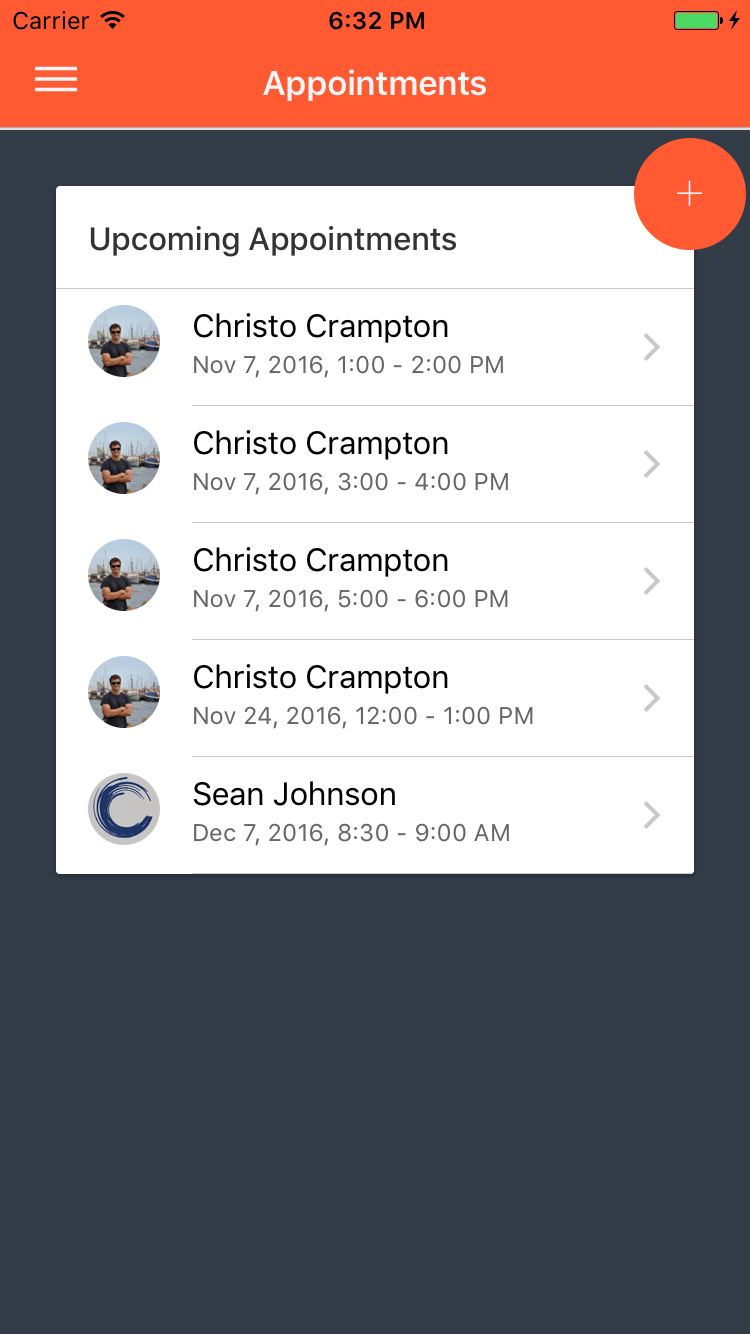 Carrier 6:32 PM
Appointments
+
Upcoming Appointments
Christo Crampton
Nov 7, 2016, 1:00 - 2:00 PM
Christo Crampton
Nov 7, 2016, 3:00 - 4:00 PM
Christo Crampton
Nov 7, 2016, 5:00 - 6:00 PM
Christo Crampton
Nov 24, 2016, 12:00 - 1:00 PM
Sean Johnson
Dec 7, 2016, 8:30 - 9:00 AM